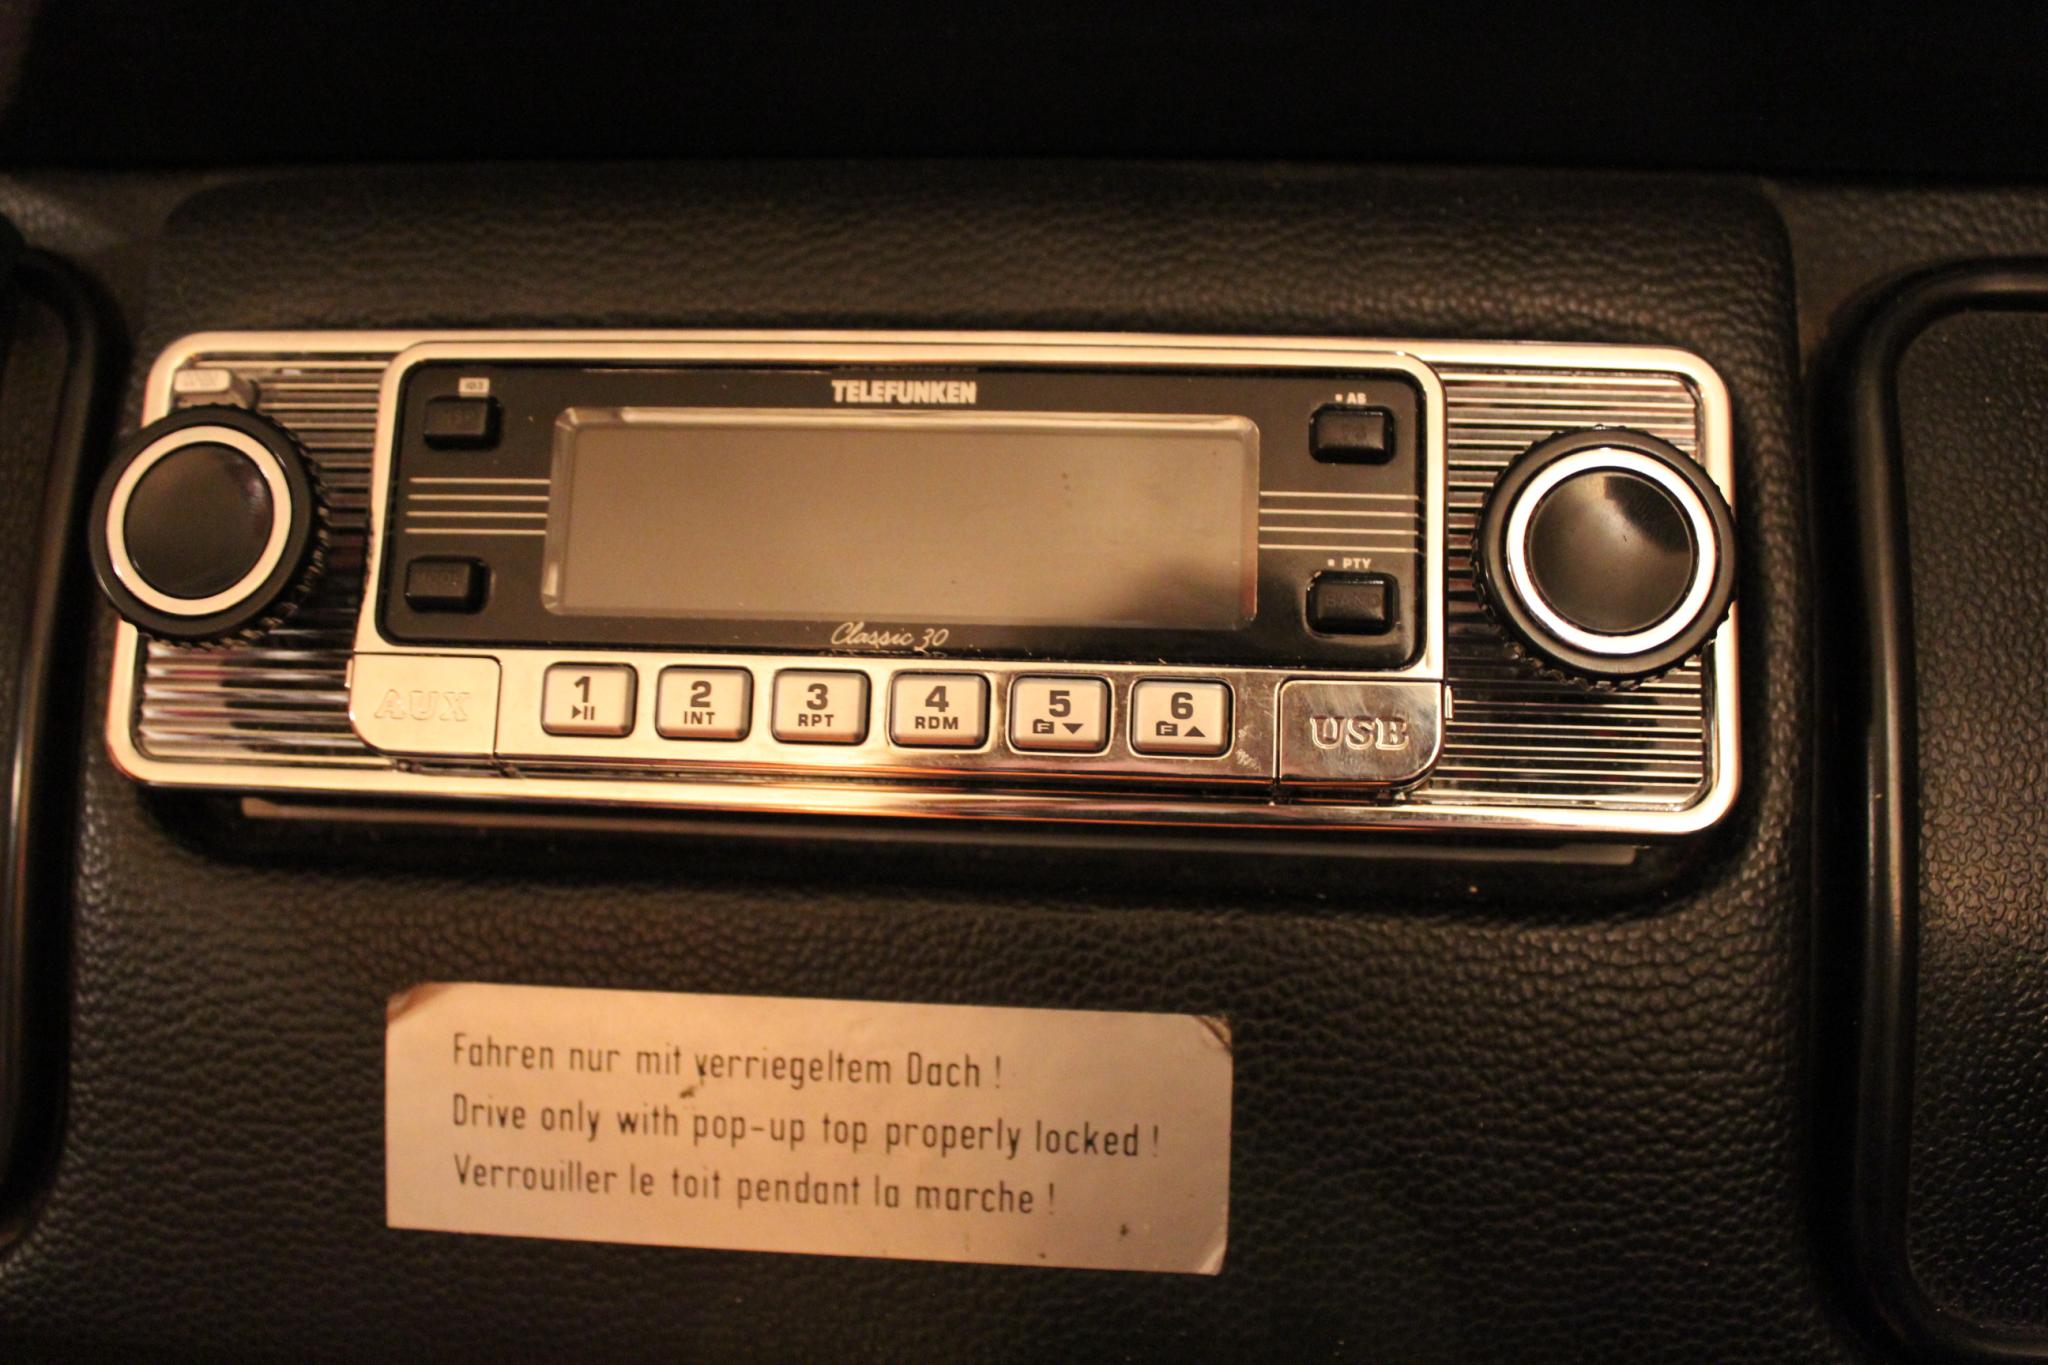 TELEFUNKEN
AS
PTY
Classic 30
AUX
1
2 INT
3 RPT
4 RDM
5 F
6 F
USB
Fahren nur mit verriegeltem Dach !
Drive only with pop-up top properly locked !
Verrouiller le toit pendant la marche !